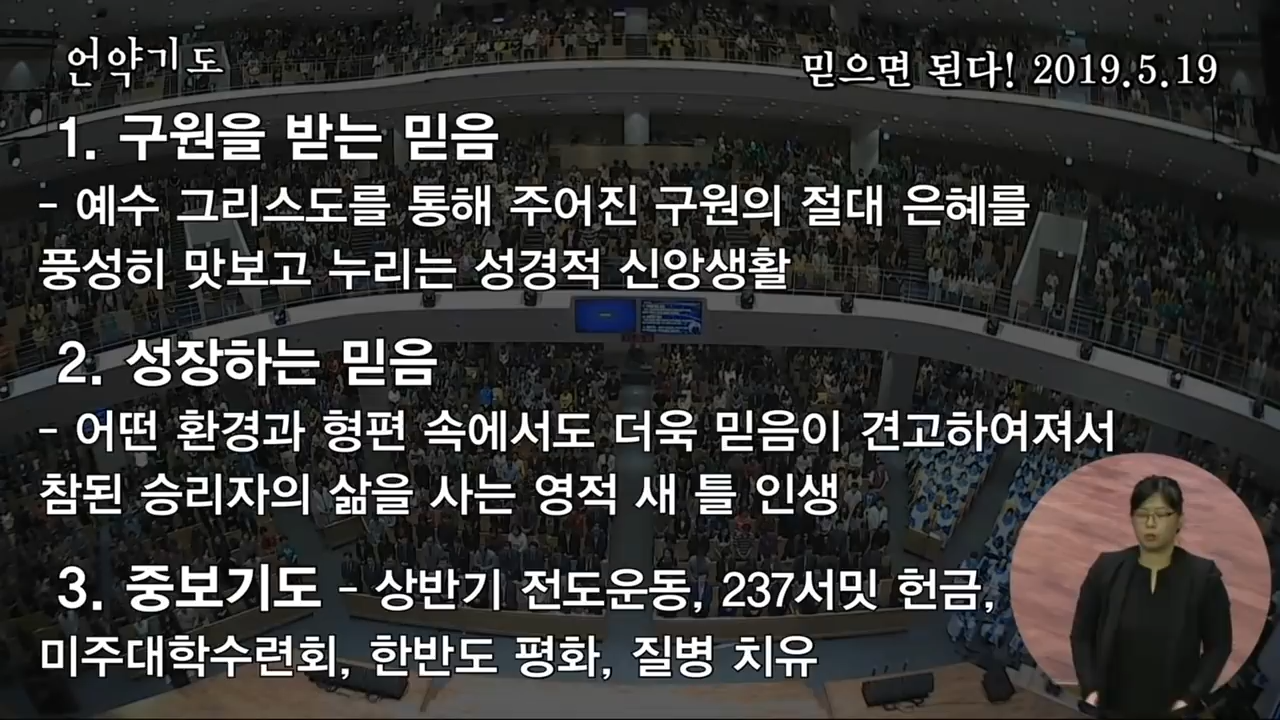 언약기도
믿으면 된다! 2019.5.19
1. 구원을 받는 믿음
- 예수 그리스도를 통해 주어진 구원의 절대 은혜를
풍성히 맛보고 누리는 성경적 신앙생활
2. 성장하는 믿음
- 어떤 환경과 형편 속에서도 더욱 믿음이 견고하여져서
참된 승리자의 삶을 사는 영적 새 틀 인생
3. 중보기도 - 상반기 전도운동, 237서밋 헌금,
미주대학수련회, 한반도 평화, 질병 치유